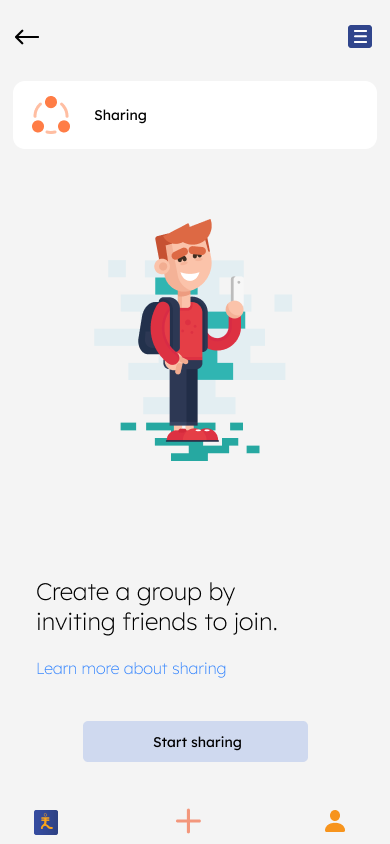 Sharing
Create a group by
inviting friends to join.
Learn more about sharing
Start sharing